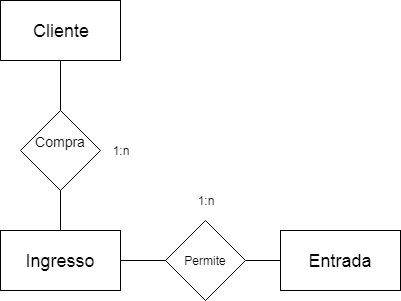 Cliente
Compra
1:n
1:n
Ingresso
Permite
Entrada